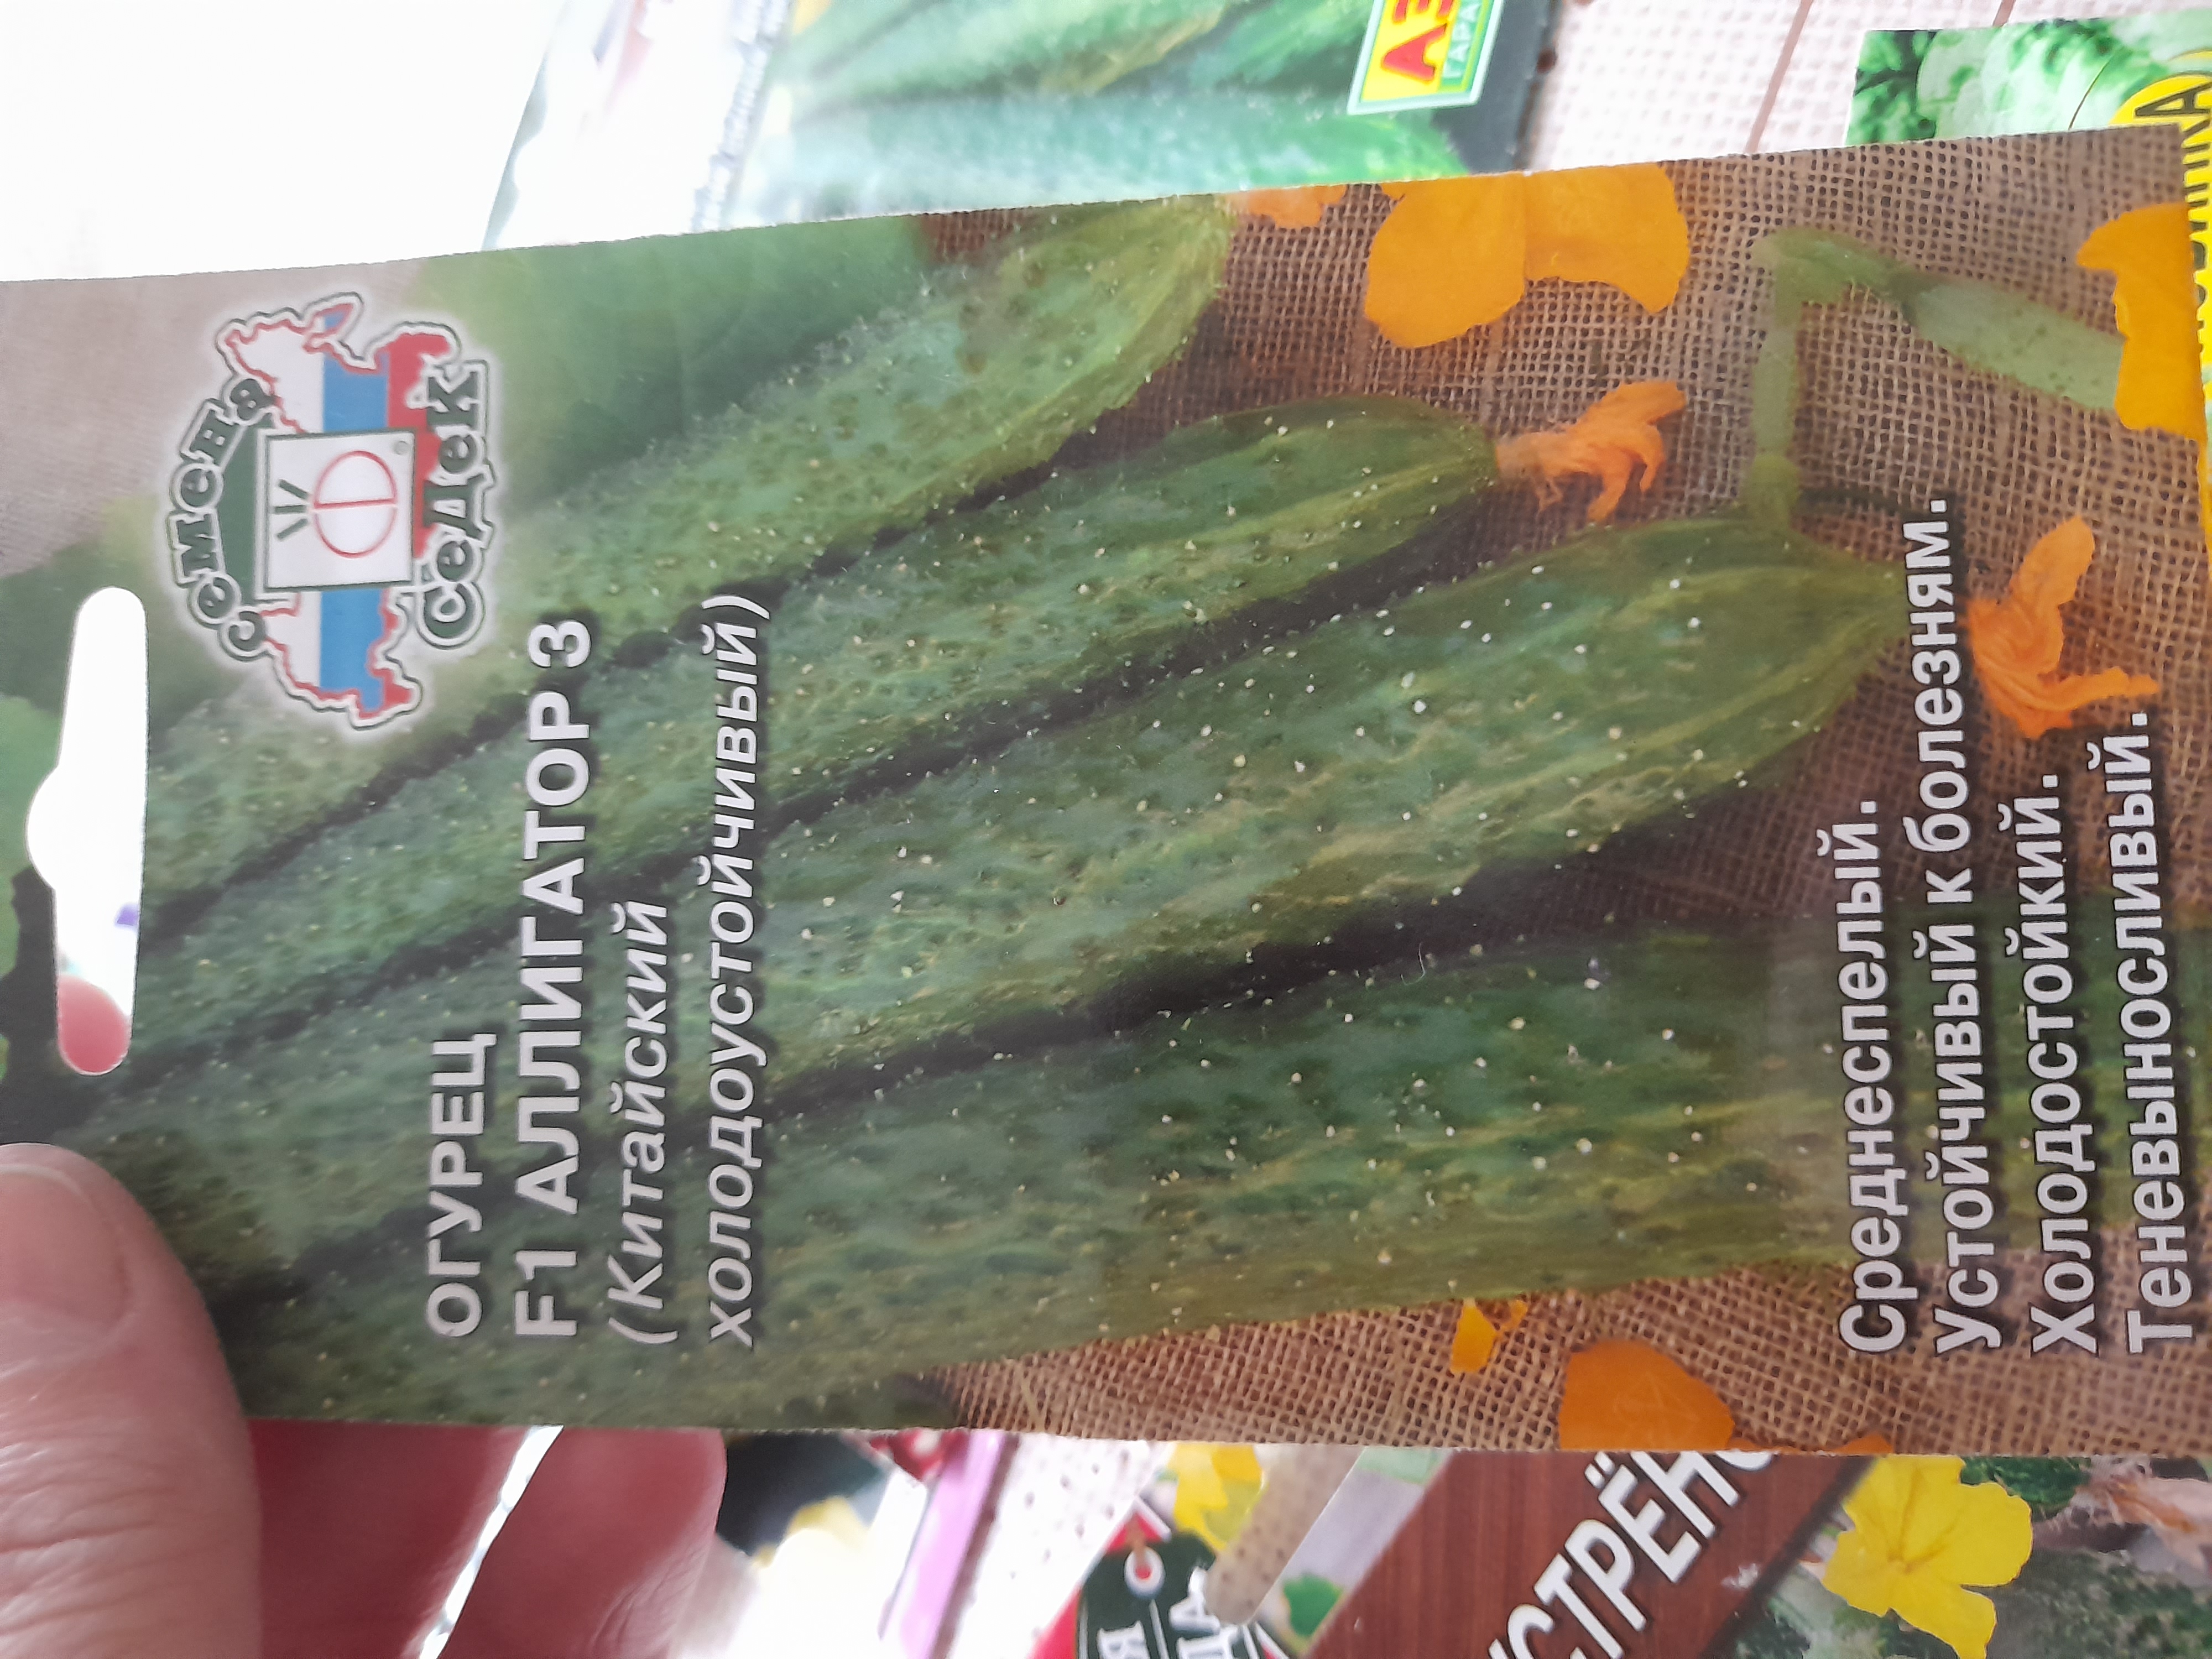 семена
СеДеК
®
ОГУРЕЦ
F1 АЛЛИГАТОР 3
(Китайский
холодоустойчивый)
Среднеспелый.
Устойчивый к болезням.
Холодостойкий.
Теневыносливый.